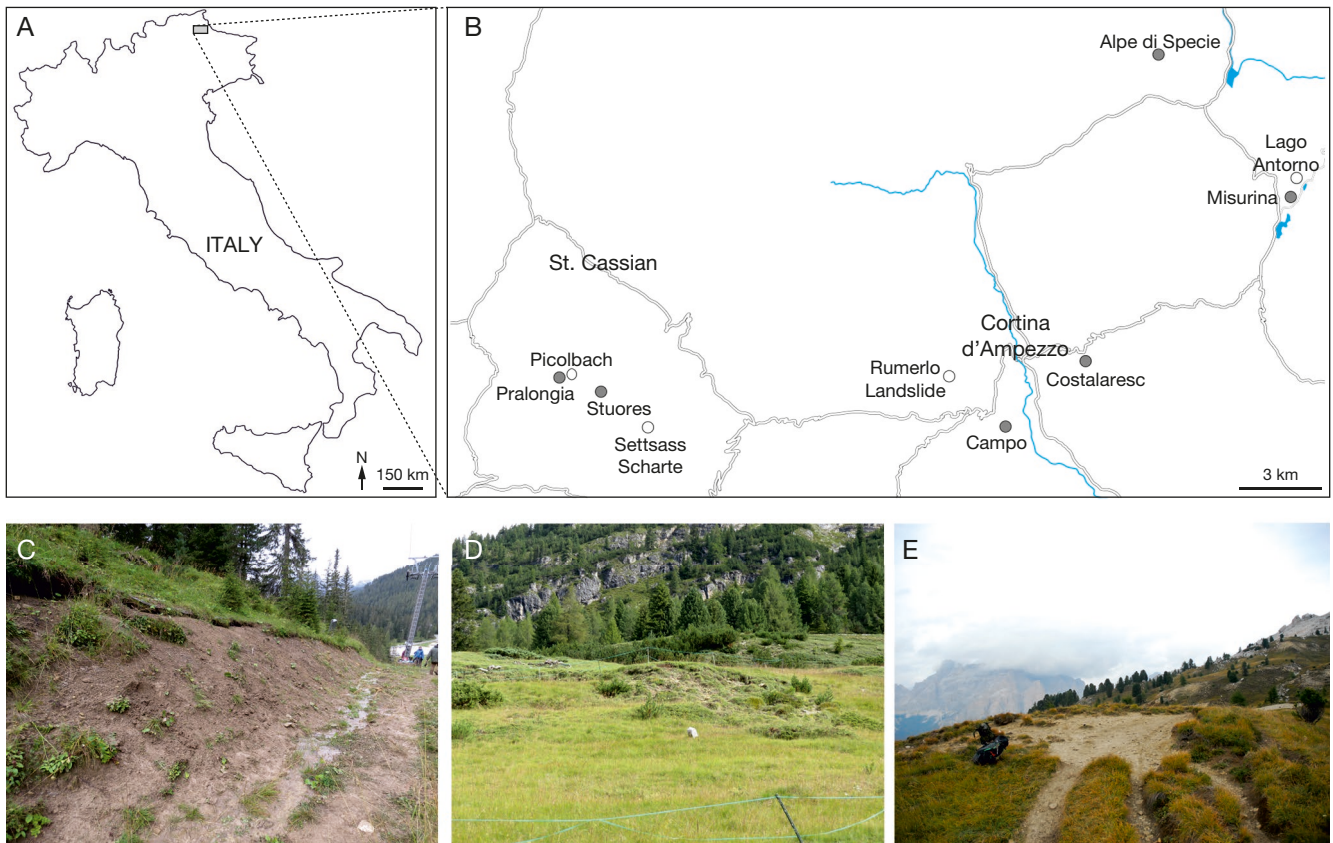 A
ITALY
N
150 km
B
Alpe di Specie
Lago
Antorno
Misurina
St. Cassian
Cortina
d'Ampezzo
Picolbach
Pralongia
Stuores
Settsass
Scharte
Rumerlo
Landslide
Costalaresc
Campo
3 km
C
D
E